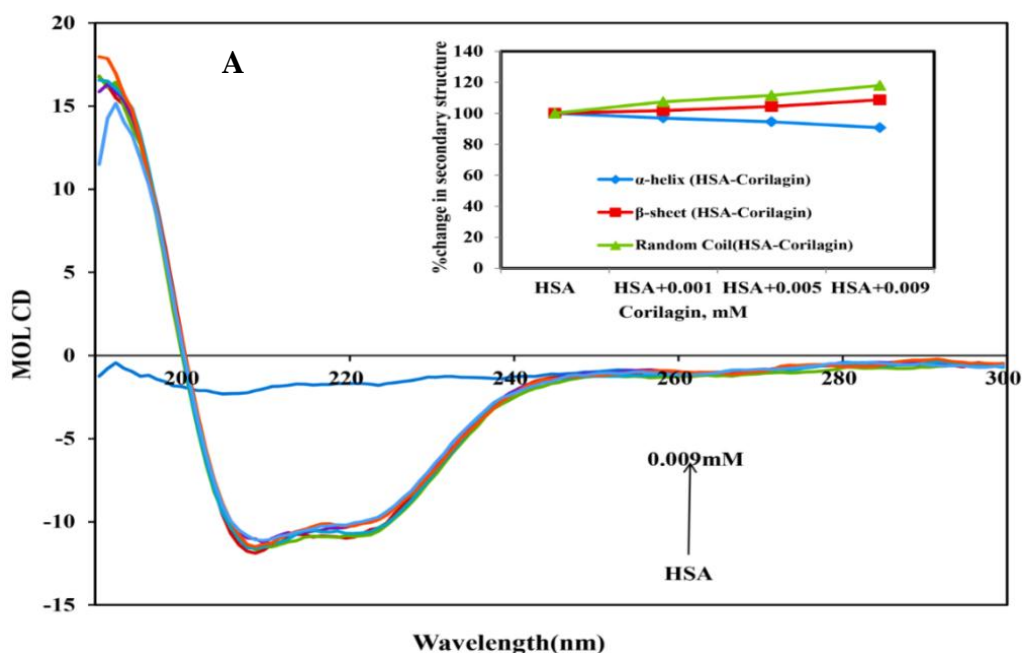 A
MOL CD
20
15
10
5
0
-5
-10
-15
200
220
240
260
280
300
Wavelength(nm)
0.009mM
HSA
%change in secondary structure
140
120
100
80
60
40
20
0
α-helix (HSA-Corilagin)
β-sheet (HSA-Corilagin)
Random Coil(HSA-Corilagin)
HSA HSA+0.001 HSA+0.005 HSA+0.009
Corilagin, mM